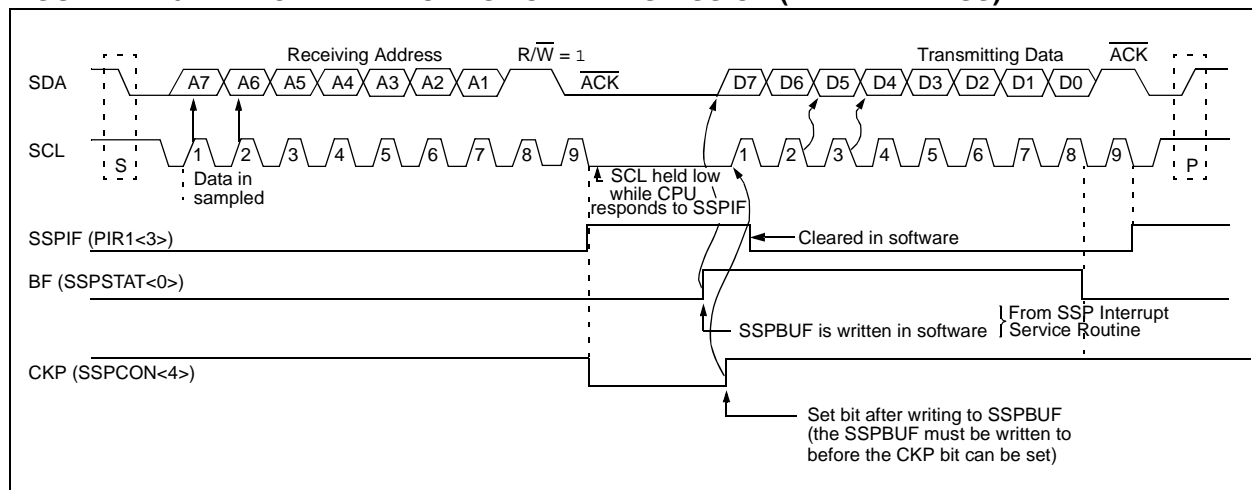 Receiving Address R/W = 1 Transmitting Data ACK
SDA A7 A6 A5 A4 A3 A2 A1 ACK D7 D6 D5 D4 D3 D2 D1 D0
SCL S 1 2 3 4 5 6 7 8 9 1 2 3 4 5 6 7 8 9 P
Data in
sampled
SCL held low
while CPU
responds to SSPIF
SSPIF (PIR1<3>)
Cleared in software
BF (SSPSTAT<0>)
SSPBUF is written in software
From SSP Interrupt
Service Routine
CKP (SSPCON<4>)
Set bit after writing to SSPBUF
(the SSPBUF must be written to
before the CKP bit can be set)